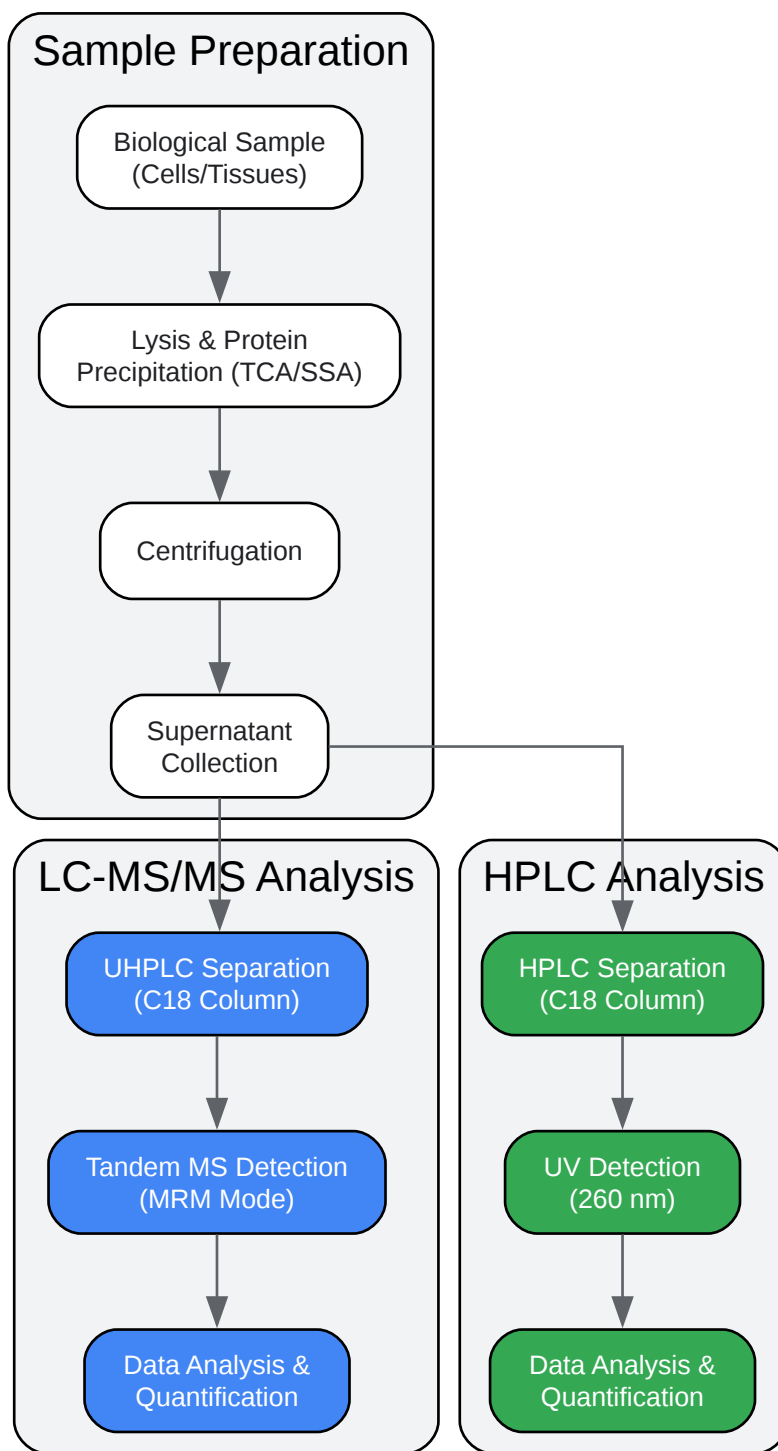 Sample Preparation
Biological Sample
(Cells/Tissues)
Lysis & Protein
Precipitation (TCA/SSA)
Centrifugation
Supernatant
Collection
LC-MS/MS Analysis
UHPLC Separation
(C18 Column)
Tandem MS Detection
(MRM Mode)
Data Analysis &
Quantification
HPLC Analysis
HPLC Separation
(C18 Column)
UV Detection
(260 nm)
Data Analysis &
Quantification